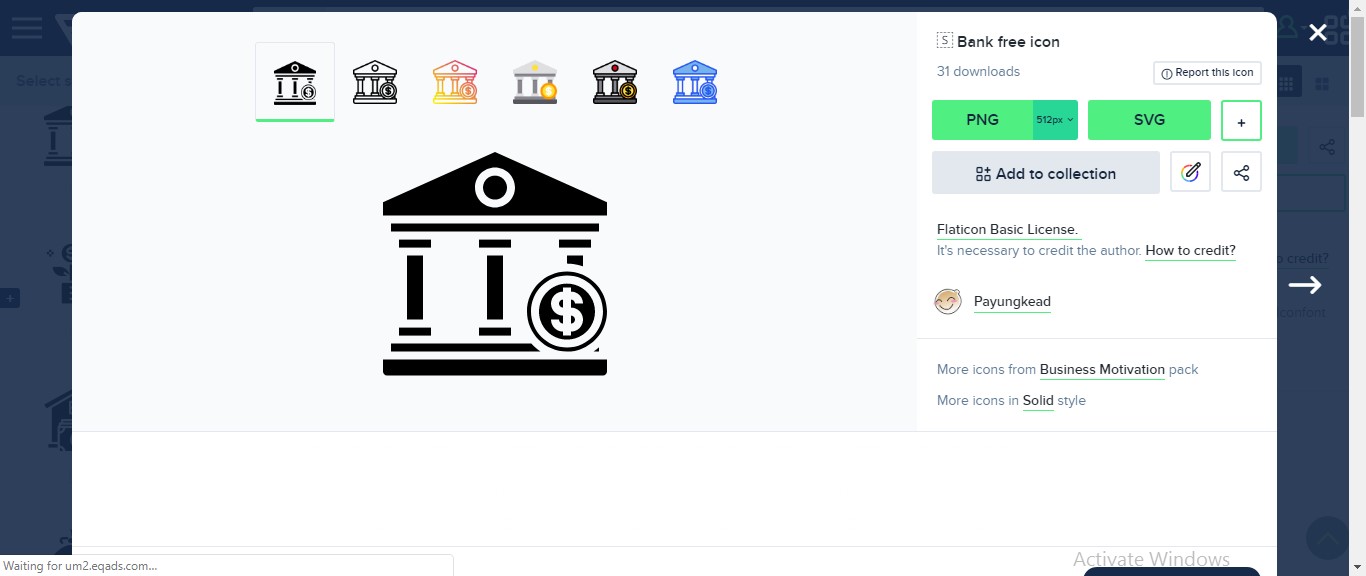 Select s
S Bank free icon
31 downloads
Report this icon
PNG
512px
SVG
+
Add to collection
Flaticon Basic License.
It's necessary to credit the author. How to credit?
o credit?
iconfont
$
Payungkead
More icons from Business Motivation pack
More icons in Solid style
Activate Windows
Waiting for um2.eqads.com...